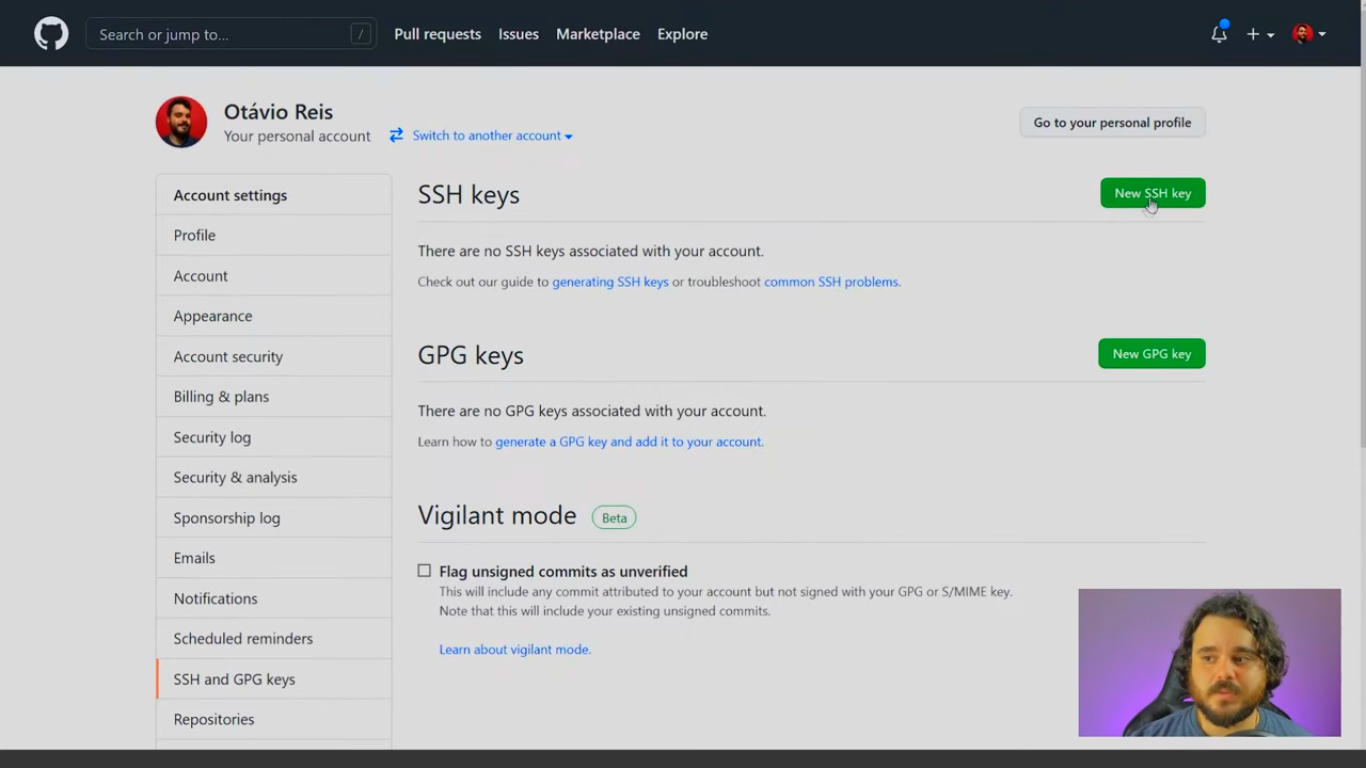 Search or jump to... /
Pull requests
Issues
Marketplace
Explore
Otávio Reis
Your personal account
Switch to another account
Go to your personal profile
Account settings
Profile
Account
Appearance
Account security
Billing & plans
Security log
Security & analysis
Sponsorship log
Emails
Notifications
Scheduled reminders
SSH and GPG keys
Repositories
SSH keys
New SSH key
There are no SSH keys associated with your account.
Check out our guide to generating SSH keys or troubleshoot common SSH problems.
GPG keys
New GPG key
There are no GPG keys associated with your account.
Learn how to generate a GPG key and add it to your account.
Vigilant mode Beta
Flag unsigned commits as unverified
This will include any commit attributed to your account but not signed with your GPG or S/MIME key.
Note that this will include your existing unsigned commits.
Learn about vigilant mode.